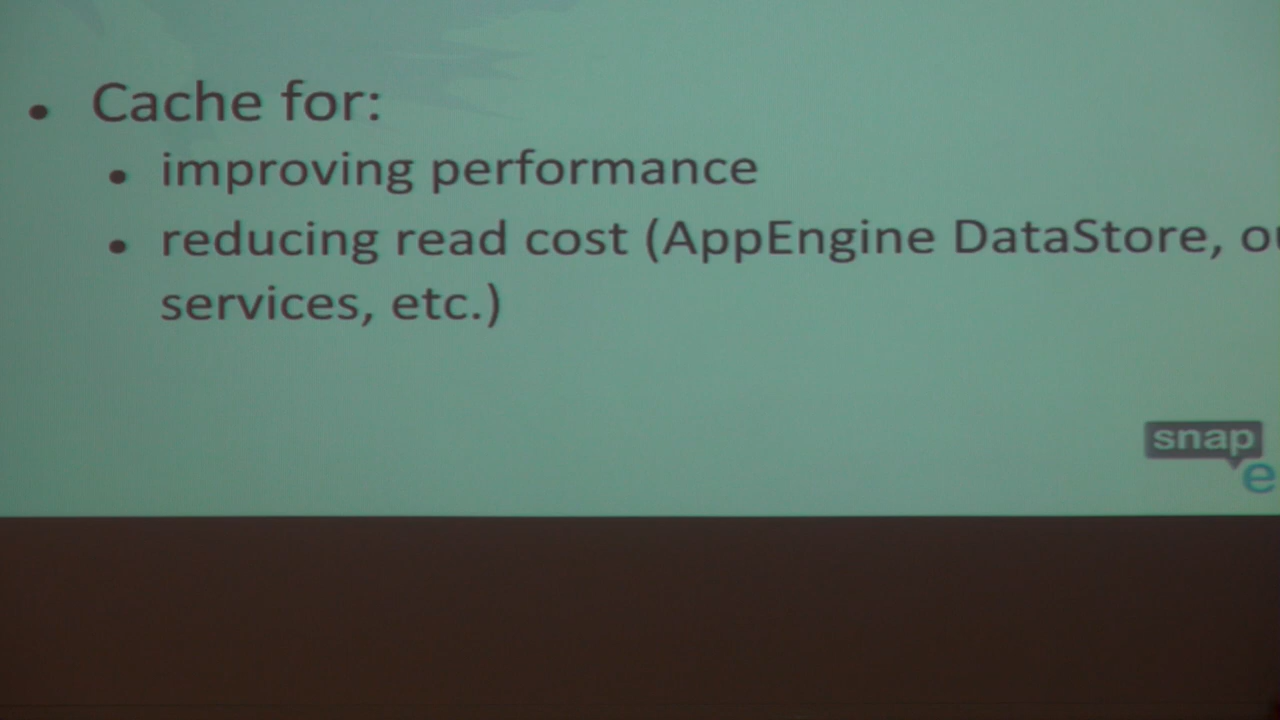 • Cache for:
• improving performance
• reducing read cost (AppEngine DataStore,
services, etc.)
snap
e